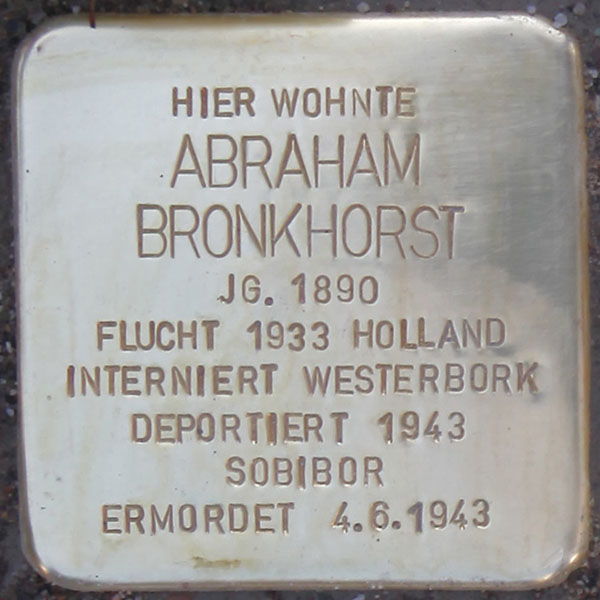 HIER WOHNTE
ABRAHAM
BRONKHORST
JG. 1890
FLUCHT 1933 HOLLAND
INTERNIERT WESTERBORK
DEPORTIERT 1943
SOBIBOR
ERMORDET 4.6.1943